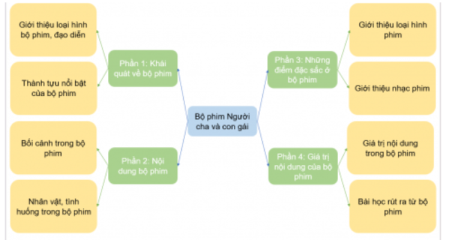 Bộ phim Người
cha và con gái
Phần 1: Khái
quát về bộ phim
Giới thiệu loại hình
bộ phim, đạo diễn
Thành tựu nổi bật
của bộ phim
Phần 2: Nội
dung bộ phim
Bối cảnh trong bộ
phim
Nhân vật, tình
huống trong bộ phim
Phần 3: Những
điểm đặc sắc ở
bộ phim
Giới thiệu loại hình
phim
Giới thiệu nhạc phim
Phần 4: Giá trị
nội dung của bộ
phim
Giá trị nội dung
trong bộ phim
Bài học rút ra từ bộ
phim